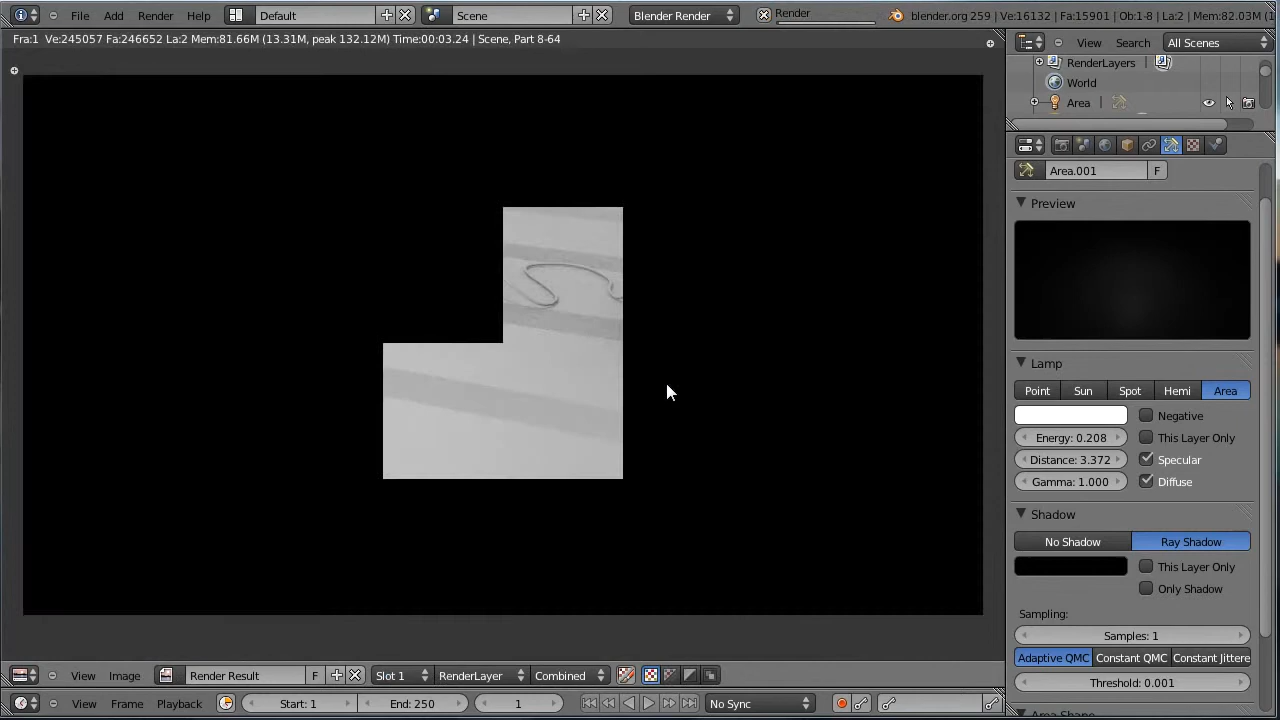 File Add Render Help Default Scene Blender Render Render blender.org 259 | Ve:16132 | Fa:15901 | Ob:1-8 | La:2 | Mem:82.03M (1
Fra:1 Ve:245057 Fa:246652 La:2 Mem:81.66M (13.31M, peak 132.12M) Time:00:03.24 | Scene, Part 8-64
View Search All Scenes
RenderLayers
World
Area
Area.001 F
Preview
Lamp
Point Sun Spot Hemi Area
Negative
Energy: 0.208 This Layer Only
Distance: 3.372 Specular
Gamma: 1.000 Diffuse
Shadow
No Shadow Ray Shadow
This Layer Only
Only Shadow
Sampling:
Samples: 1
Adaptive QMC Constant QMC Constant Jittere
Threshold: 0.001
Area Shape
View Image Render Result F Slot 1 RenderLayer Combined
View Frame Playback Start: 1 End: 250 1 No Sync